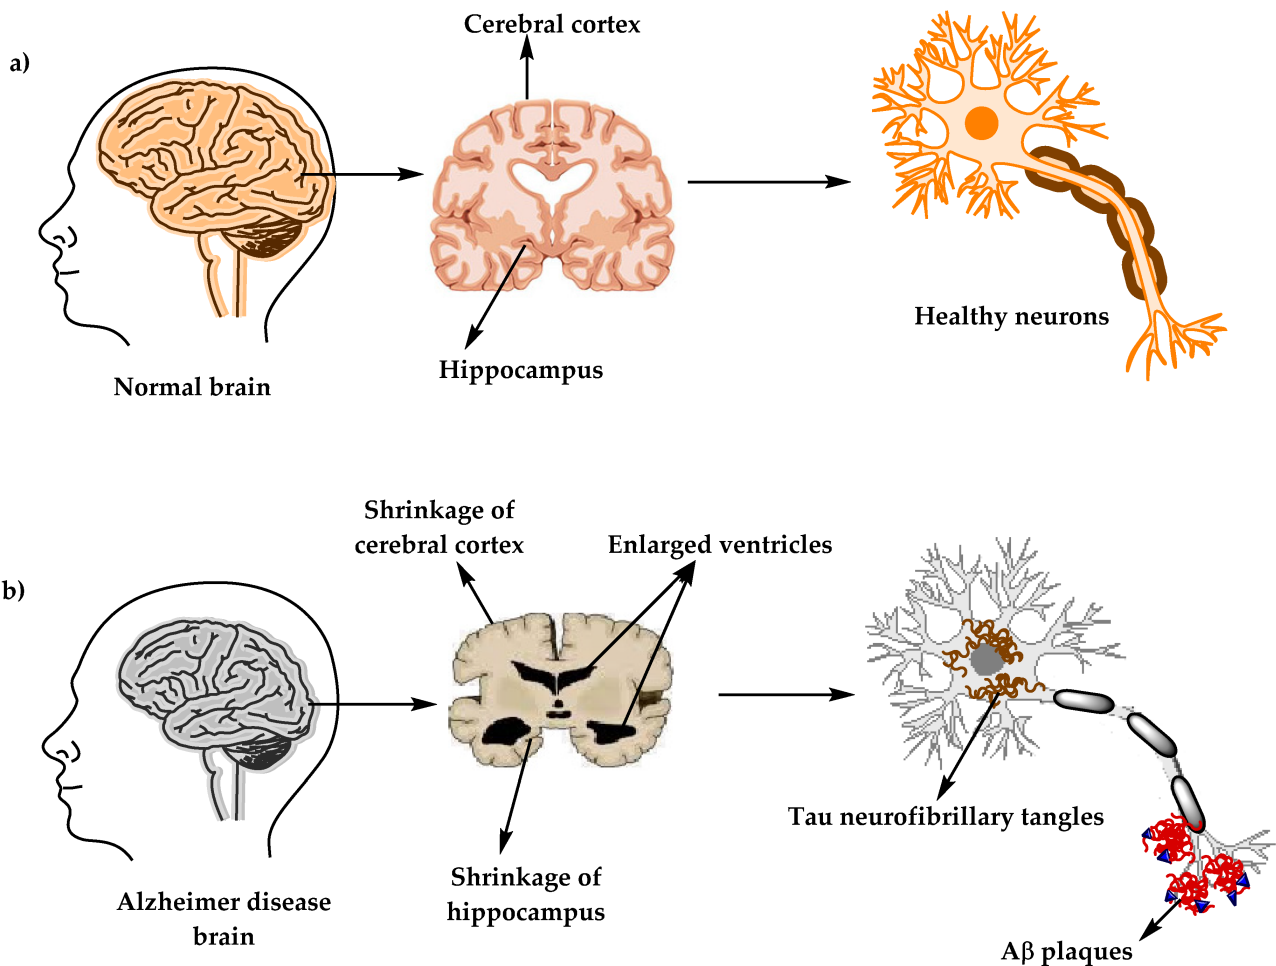 a)
Cerebral cortex
Hippocampus
Normal brain
Healthy neurons
b)
Shrinkage of
cerebral cortex
Enlarged ventricles
Tau neurofibrillary tangles
Shrinkage of
hippocampus
Alzheimer disease
brain
Aβ plaques